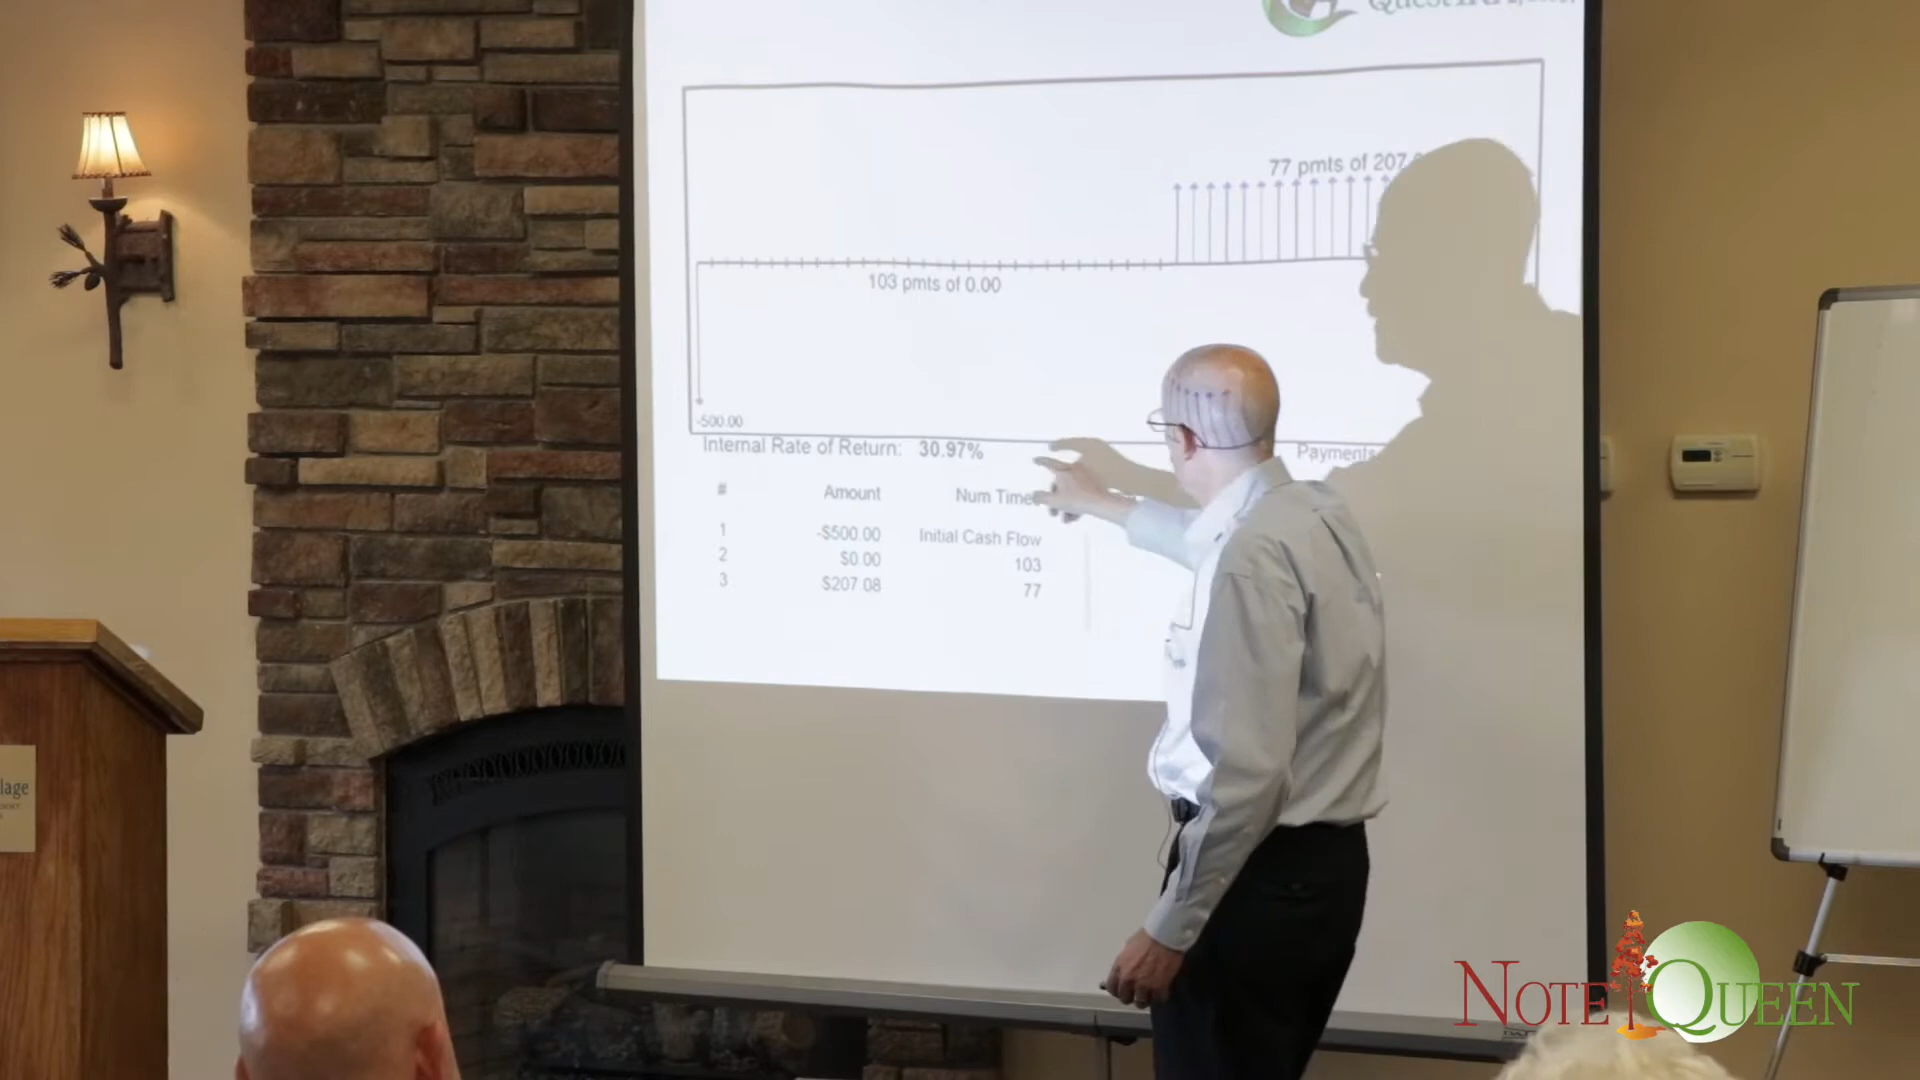 77 pmts of 207.
103 pmts of 0.00
-500.00
Internal Rate of Return: 30.97%
Payments
# Amount Num Times
1 -$500.00 Initial Cash Flow
2 $0.00 103
3 $207.08 77
lage
NOTE QUEEN